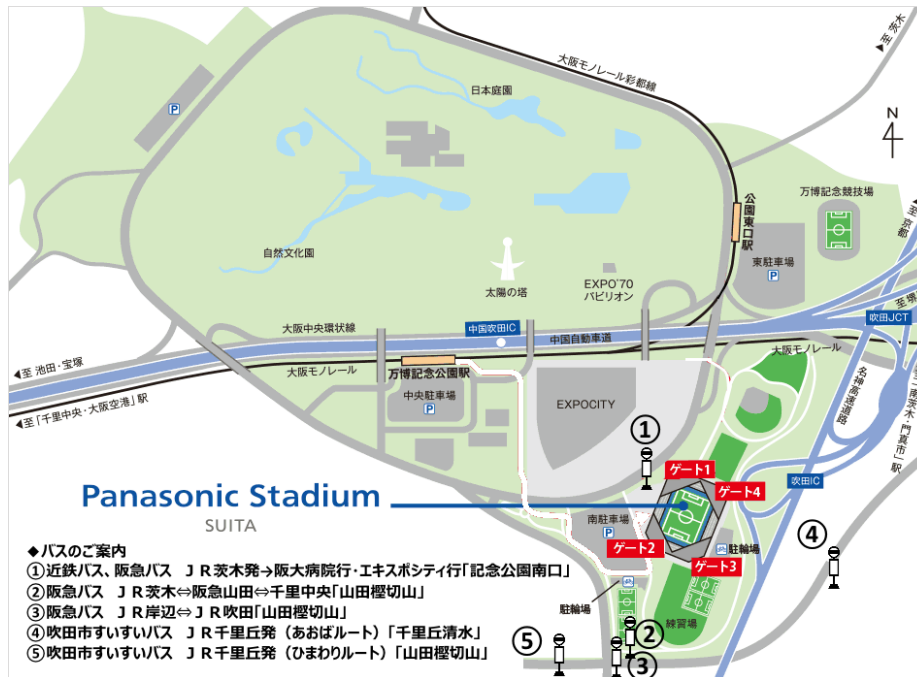 至 茨木
大阪モノレール彩都線
日本庭園
N
P
万博記念競技場
公園東口駅
至 京都
自然文化園
東駐車場
P
太陽の塔
EXPO'70
パビリオン
至 堺
大阪中央環状線
中国吹田IC
中国自動車道
吹田JCT
至 池田・宝塚
大阪モノレール
万博記念公園駅
大阪モノレール
中央駐車場
P
至「千里中央・大阪空港」駅
EXPOCITY
名神高速道路
至「南茨木・門真市」駅
①
ゲート1
ゲート4
吹田IC
Panasonic Stadium
SUITA
南駐車場
P
ゲート2
ゲート3
駐輪場
④
駐輪場
練習場
②
③
⑤
◆バスのご案内
①近鉄バス、阪急バス ＪＲ茨木発→阪大病院行・エキスポシティ行「記念公園南口」
②阪急バス ＪＲ茨木⇔阪急山田⇔千里中央「山田樫切山」
③阪急バス ＪＲ岸辺⇔ＪＲ吹田「山田樫切山」
④吹田市すいすいバス ＪＲ千里丘発（あおばルート）「千里丘清水」
⑤吹田市すいすいバス ＪＲ千里丘発（ひまわりルート）「山田樫切山」